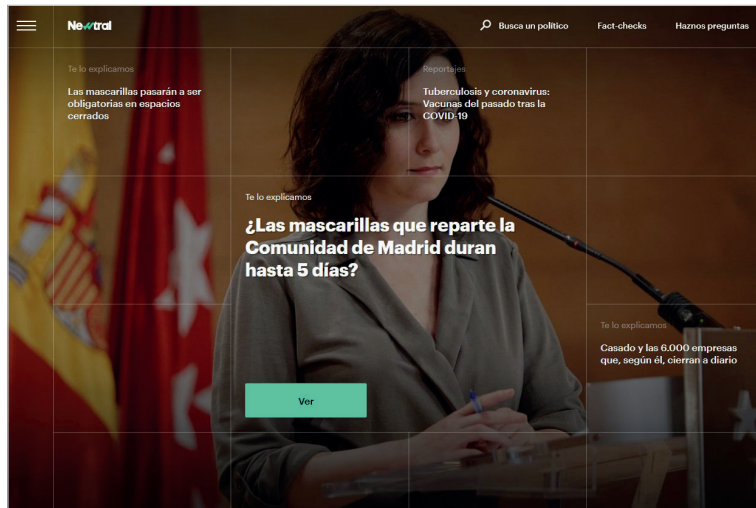 Newtral
Busca un político
Fact-checks
Haznos preguntas
Te lo explicamos
Las mascarillas pasarán a ser
obligatorias en espacios
cerrados
Reportajes
Tuberculosis y coronavirus:
Vacunas del pasado tras la
COVID-19
Te lo explicamos
¿Las mascarillas que reparte la
Comunidad de Madrid duran
hasta 5 días?
Ver
Te lo explicamos
Casado y las 6.000 empresas
que, según él, cierran a diario